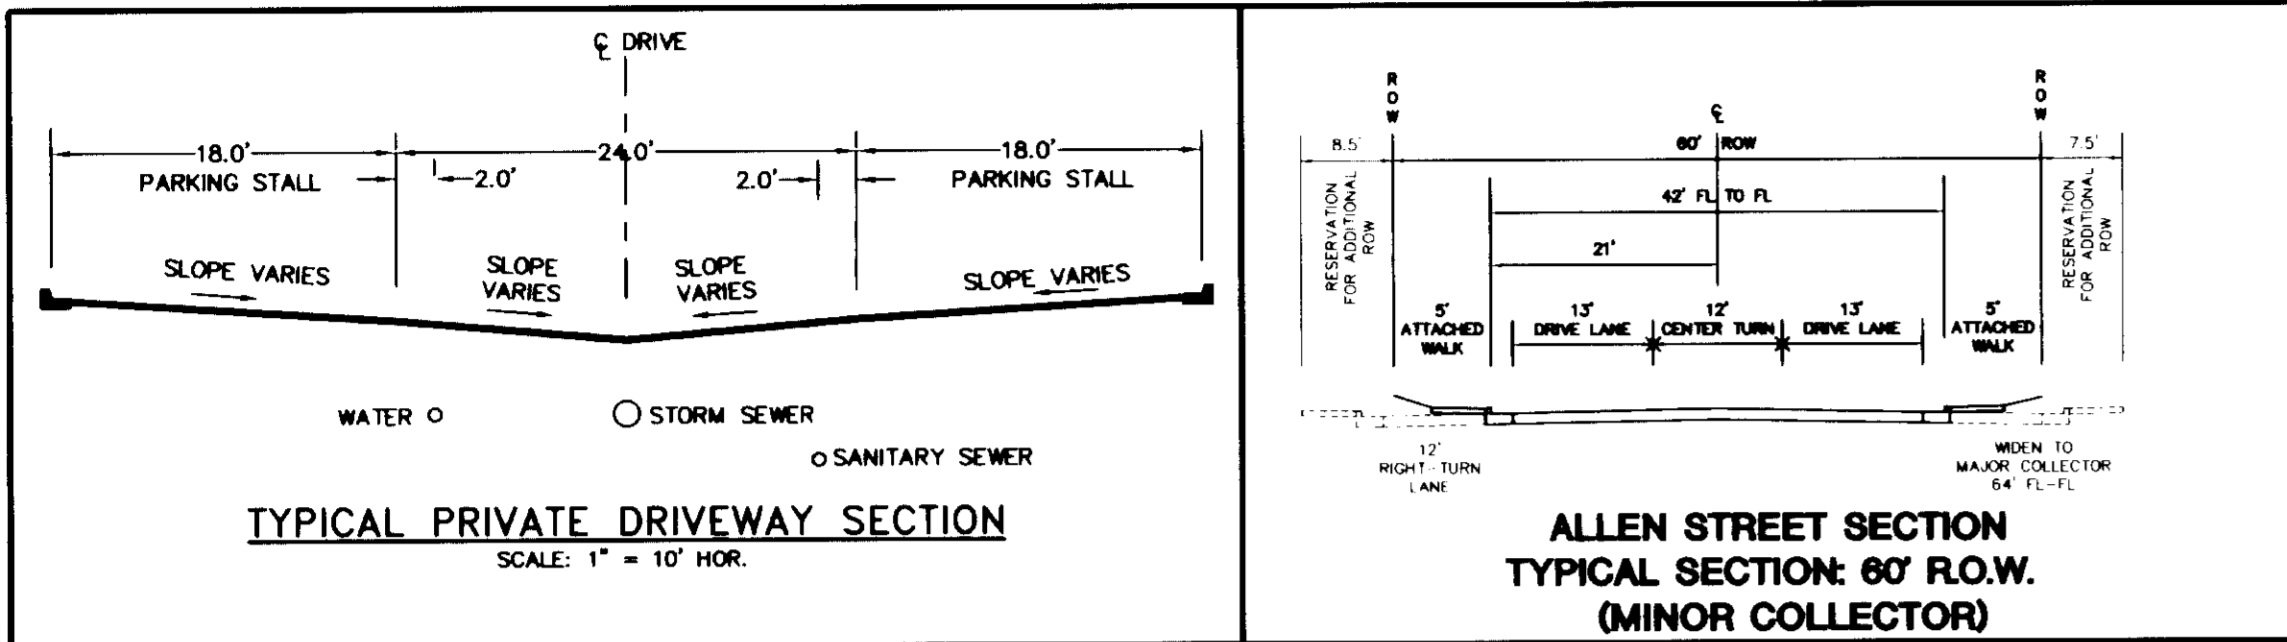 ℄ DRIVE
18.0'
24.0'
18.0'
PARKING STALL
2.0'
2.0'
PARKING STALL
SLOPE VARIES
SLOPE
VARIES
SLOPE
VARIES
SLOPE VARIES
WATER
STORM SEWER
SANITARY SEWER
TYPICAL PRIVATE DRIVEWAY SECTION
SCALE: 1" = 10' HOR.
ROW
℄
ROW
8.5'
60' ROW
7.5'
RESERVATION
FOR ADDITIONAL
ROW
42' FL TO FL
RESERVATION
FOR ADDITIONAL
ROW
21'
5'
ATTACHED
WALK
13'
DRIVE LANE
12'
CENTER TURN
13'
DRIVE LANE
5'
ATTACHED
WALK
12'
RIGHT-TURN
LANE
WIDEN TO
MAJOR COLLECTOR
64' FL-FL
ALLEN STREET SECTION
TYPICAL SECTION: 60' R.O.W.
(MINOR COLLECTOR)